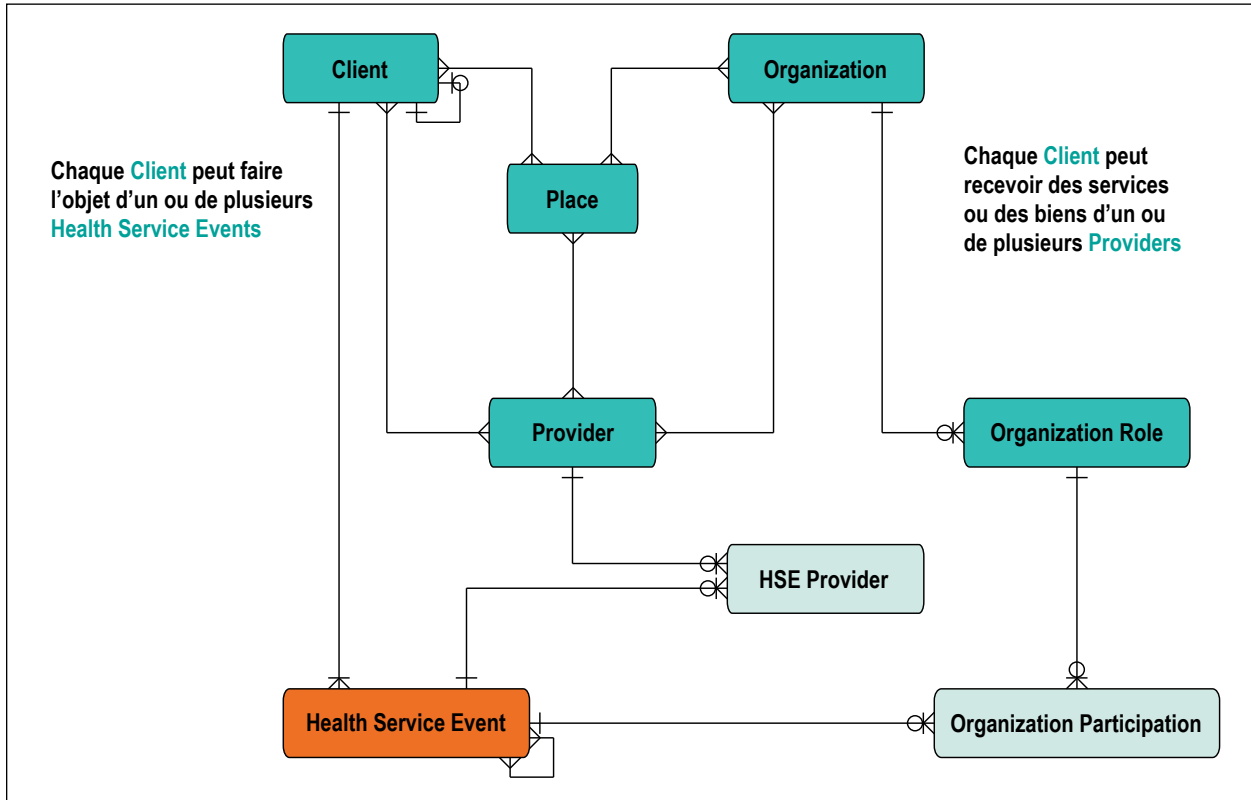 Client
Organization
Chaque Client peut faire
l’objet d’un ou de plusieurs
Health Service Events
Place
Chaque Client peut
recevoir des services
ou des biens d’un ou
de plusieurs Providers
Provider
Organization Role
HSE Provider
Health Service Event
Organization Participation